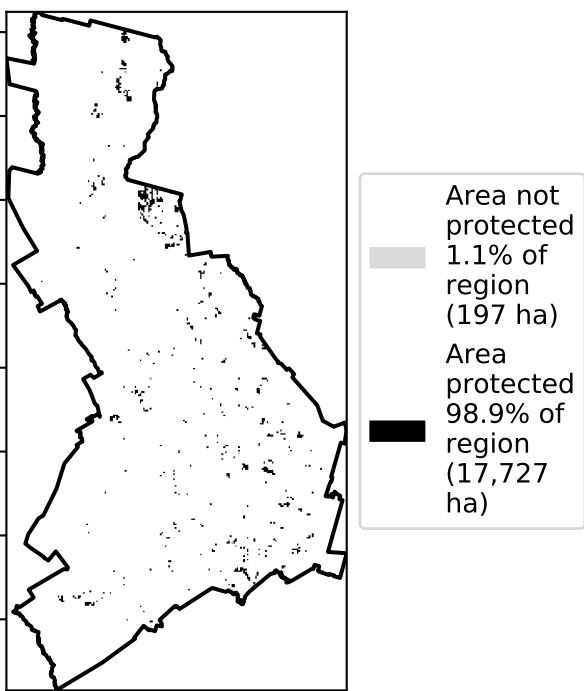 Area not
protected
1.1% of
region
(197 ha)
Area
protected
98.9% of
region
(17,727
ha)